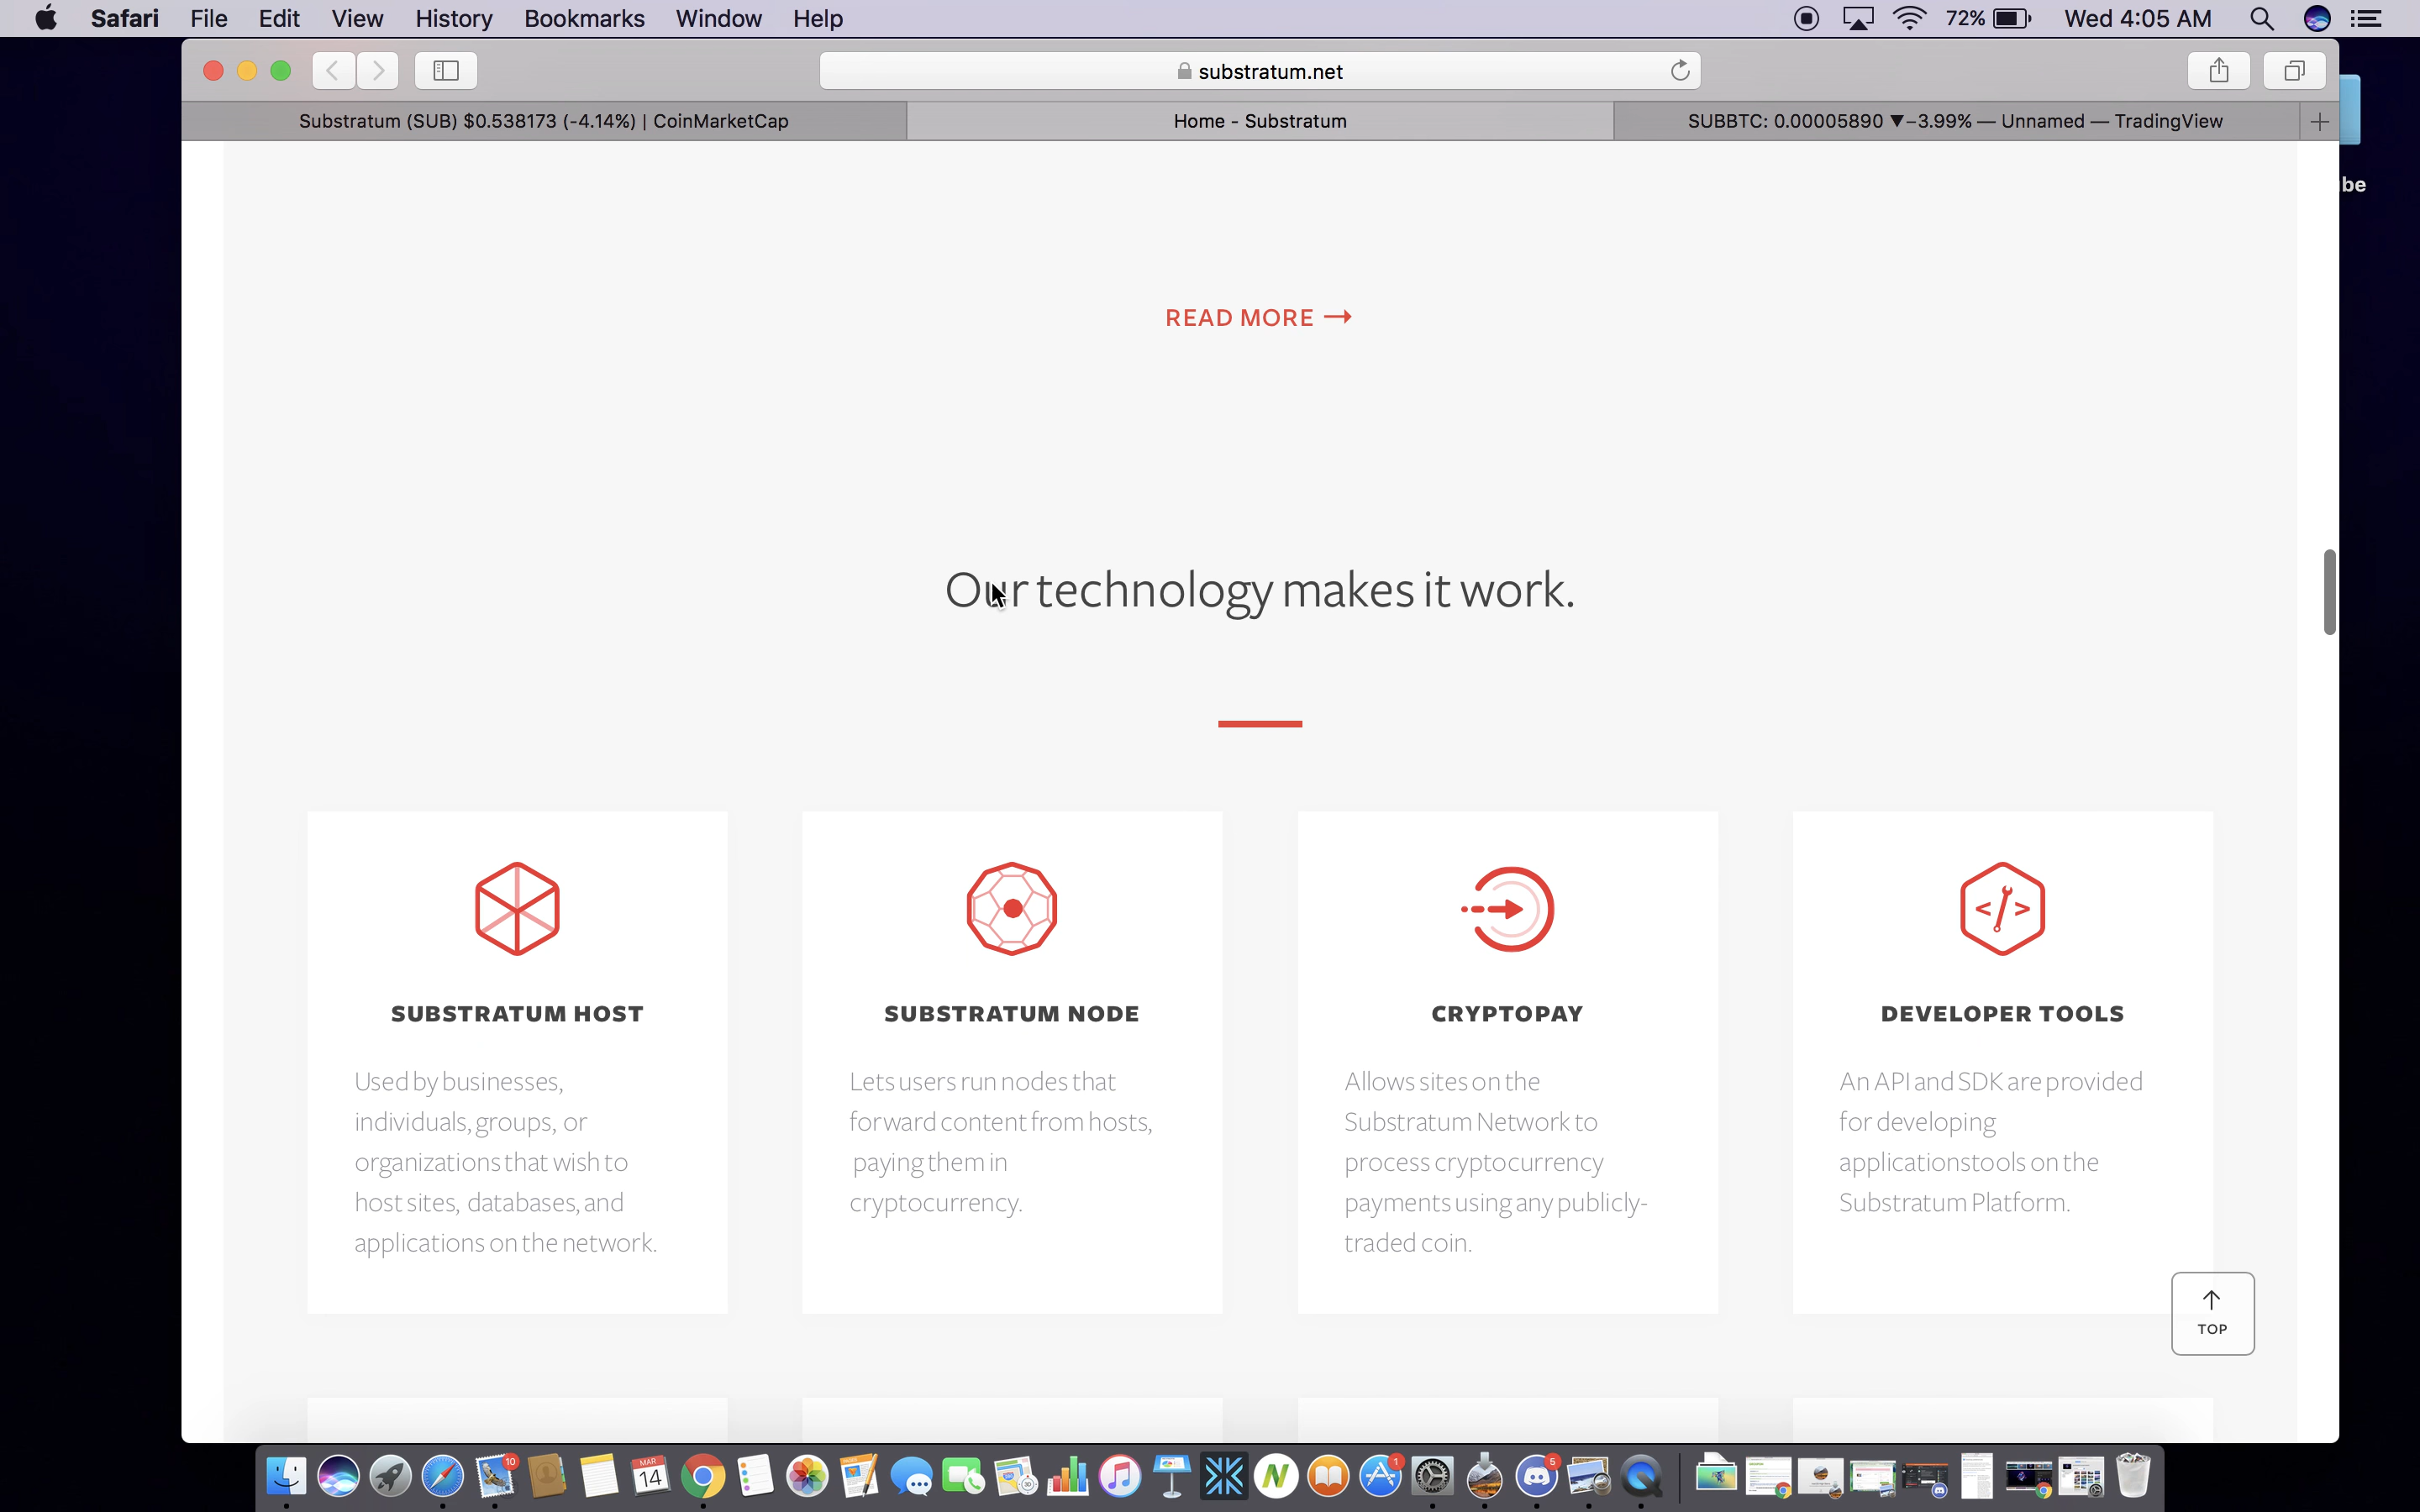 Safari File Edit View History Bookmarks Window Help 72% Wed 4:05 AM
substratum.net
Substratum (SUB) $0.538173 (-4.14%) | CoinMarketCap
Home - Substratum
SUBBTC: 0.00005890 ▼−3.99% — Unnamed — TradingView
be
READ MORE →
Our technology makes it work.
SUBSTRATUM HOST
Used by businesses,
individuals, groups, or
organizations that wish to
host sites, databases, and
applications on the network.
SUBSTRATUM NODE
Lets users run nodes that
forward content from hosts,
paying them in
cryptocurrency.
CRYPTOPAY
Allows sites on the
Substratum Network to
process cryptocurrency
payments using any publicly-
traded coin.
DEVELOPER TOOLS
An API and SDK are provided
for developing
applicationstools on the
Substratum Platform.
TOP
10
MAR
14
1
5